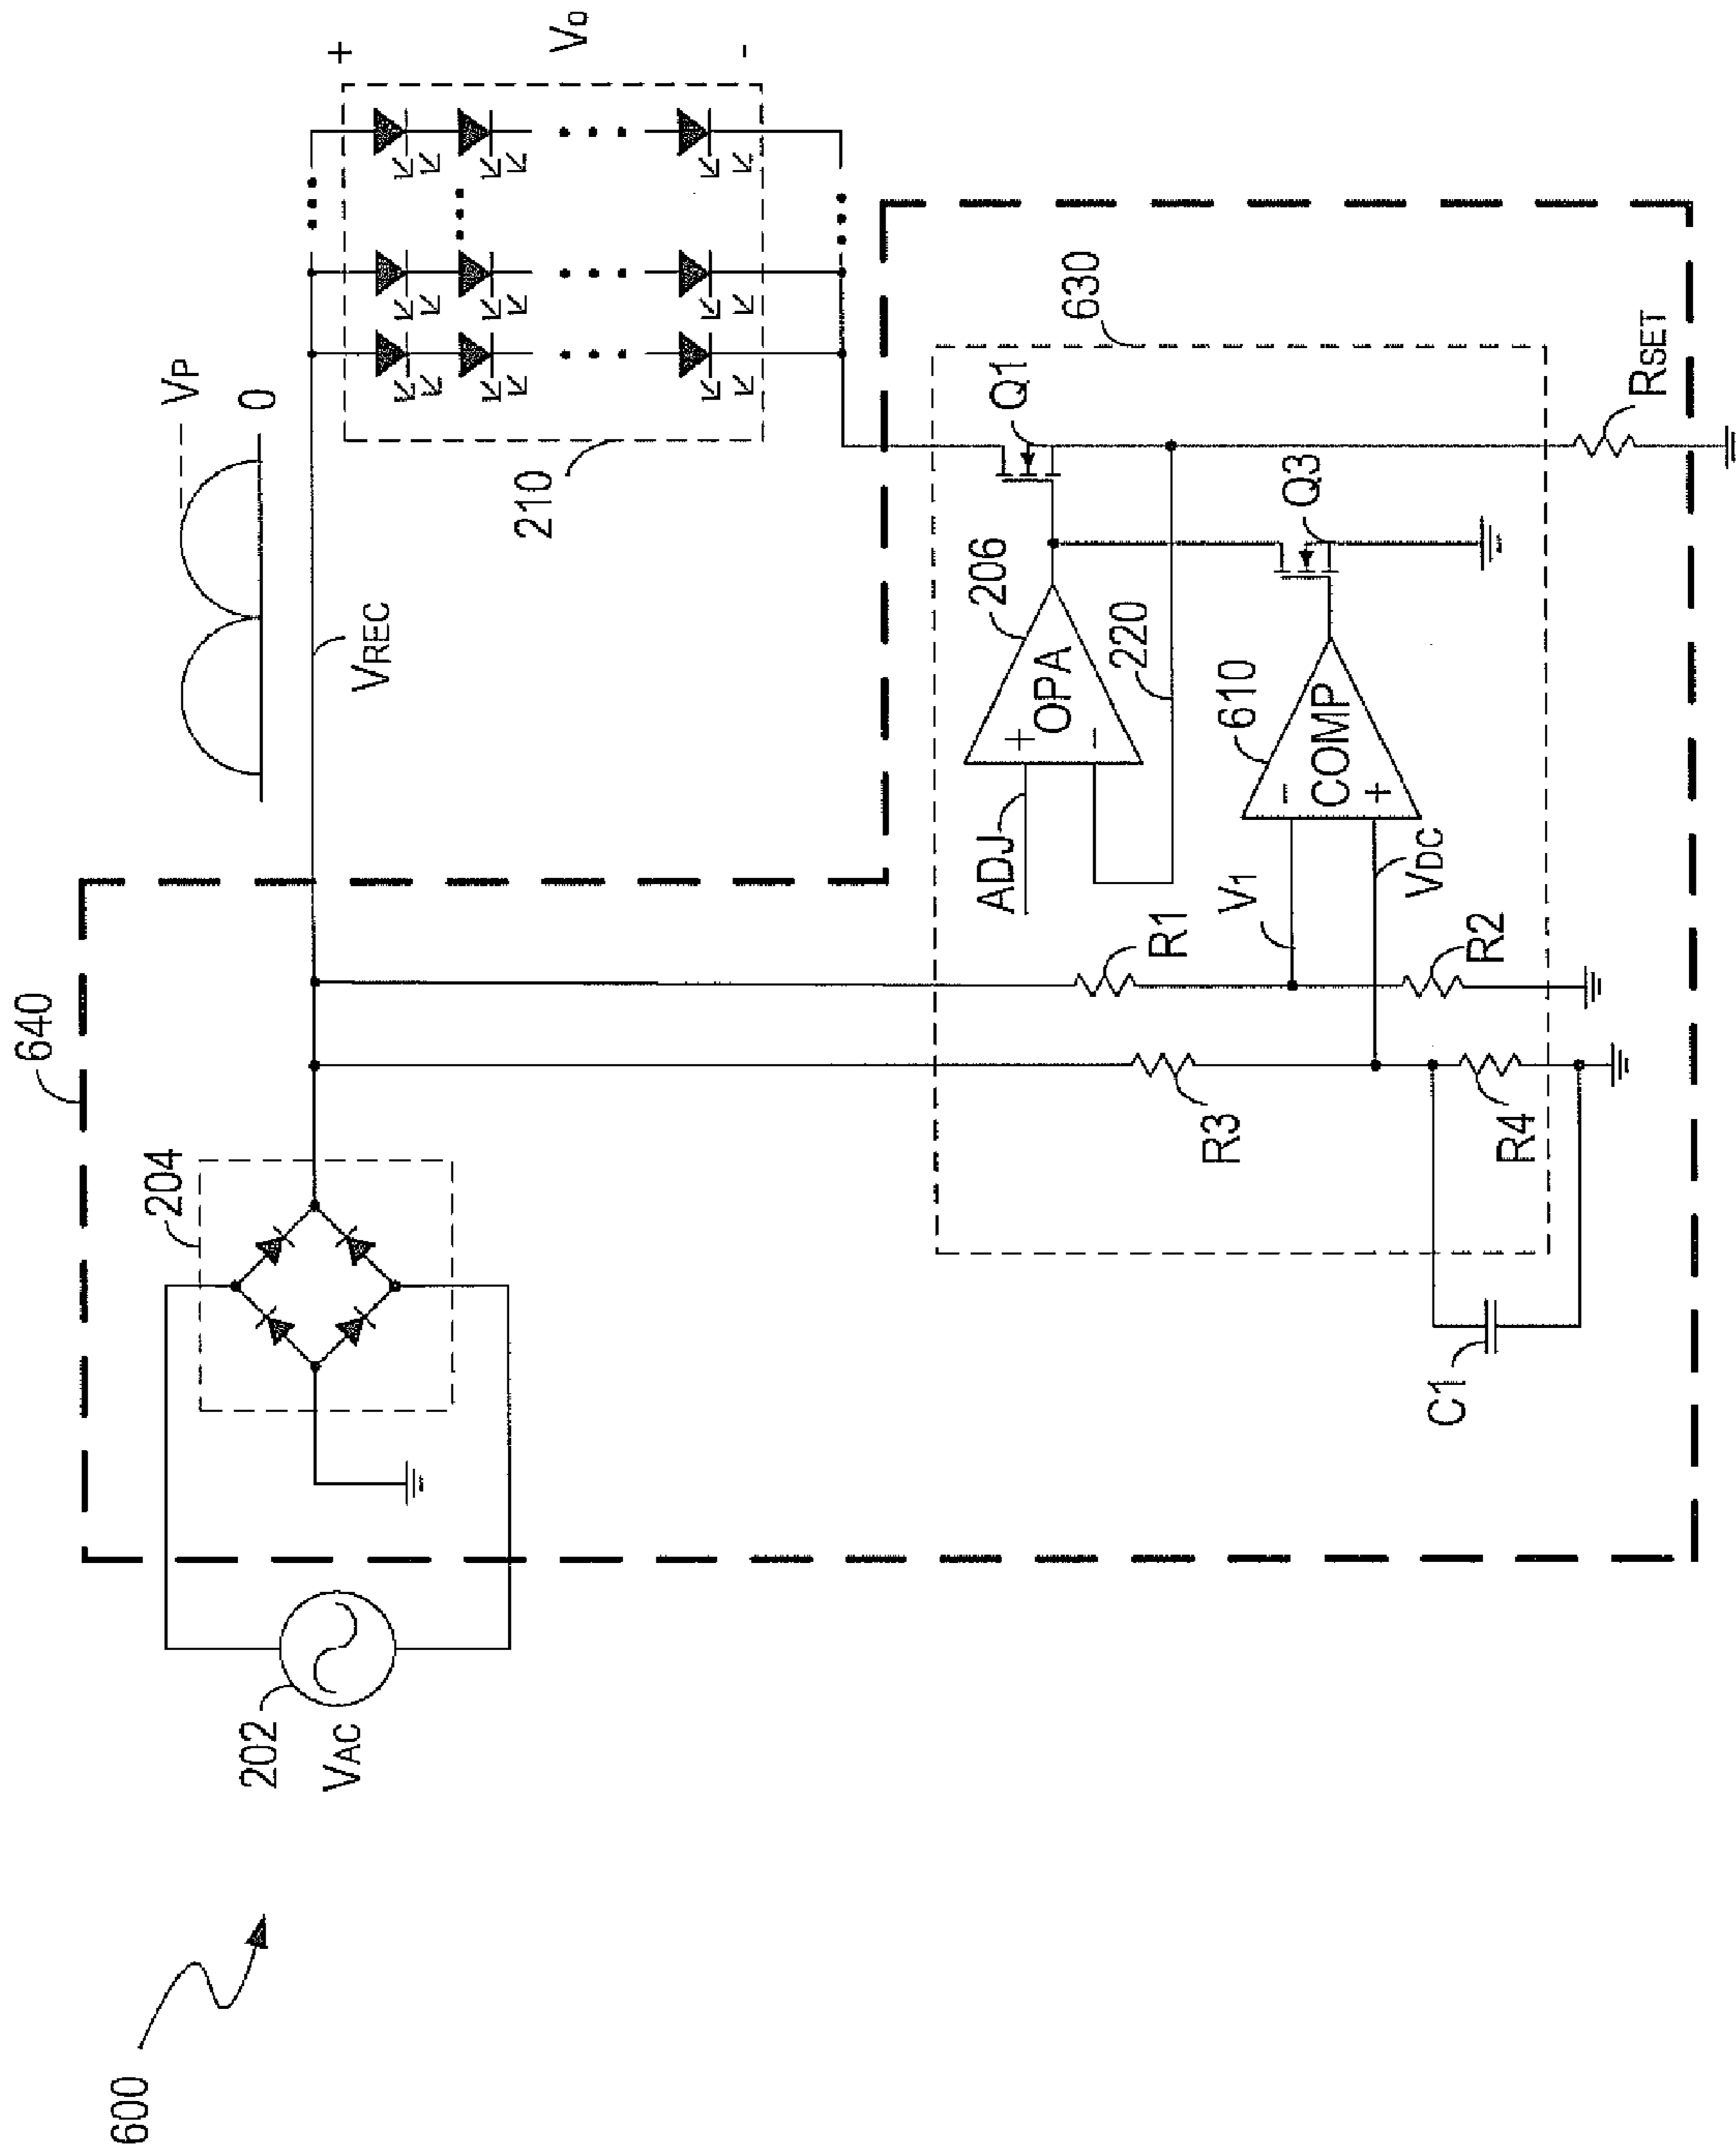 600
640
202
VAC
204
VREC
VP
0
+
VO
-
210
R3
R4
C1
R1
R2
V1
VDC
ADJ
+
-
OPA
206
220
-
+
COMP
610
Q1
Q3
630
RSET